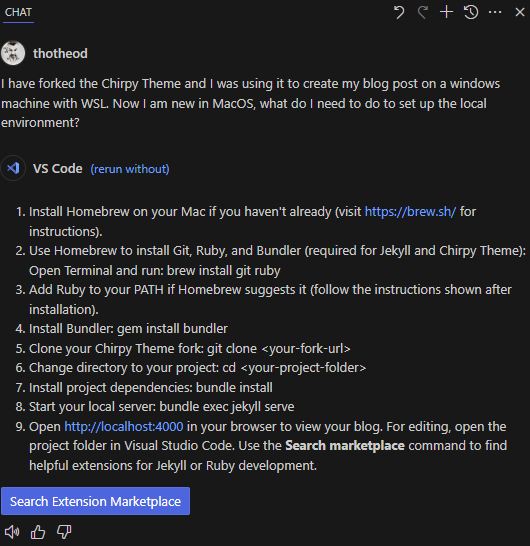 CHAT
thotheod
I have forked the Chirpy Theme and I was using it to create my blog post on a windows
machine with WSL. Now I am new in MacOS, what do I need to do to set up the local
environment?
VS Code (rerun without)
1. Install Homebrew on your Mac if you haven't already (visit https://brew.sh/ for
instructions).
2. Use Homebrew to install Git, Ruby, and Bundler (required for Jekyll and Chirpy Theme):
Open Terminal and run: brew install git ruby
3. Add Ruby to your PATH if Homebrew suggests it (follow the instructions shown after
installation).
4. Install Bundler: gem install bundler
5. Clone your Chirpy Theme fork: git clone <your-fork-url>
6. Change directory to your project: cd <your-project-folder>
7. Install project dependencies: bundle install
8. Start your local server: bundle exec jekyll serve
9. Open http://localhost:4000 in your browser to view your blog. For editing, open the
project folder in Visual Studio Code. Use the Search marketplace command to find
helpful extensions for Jekyll or Ruby development.
Search Extension Marketplace